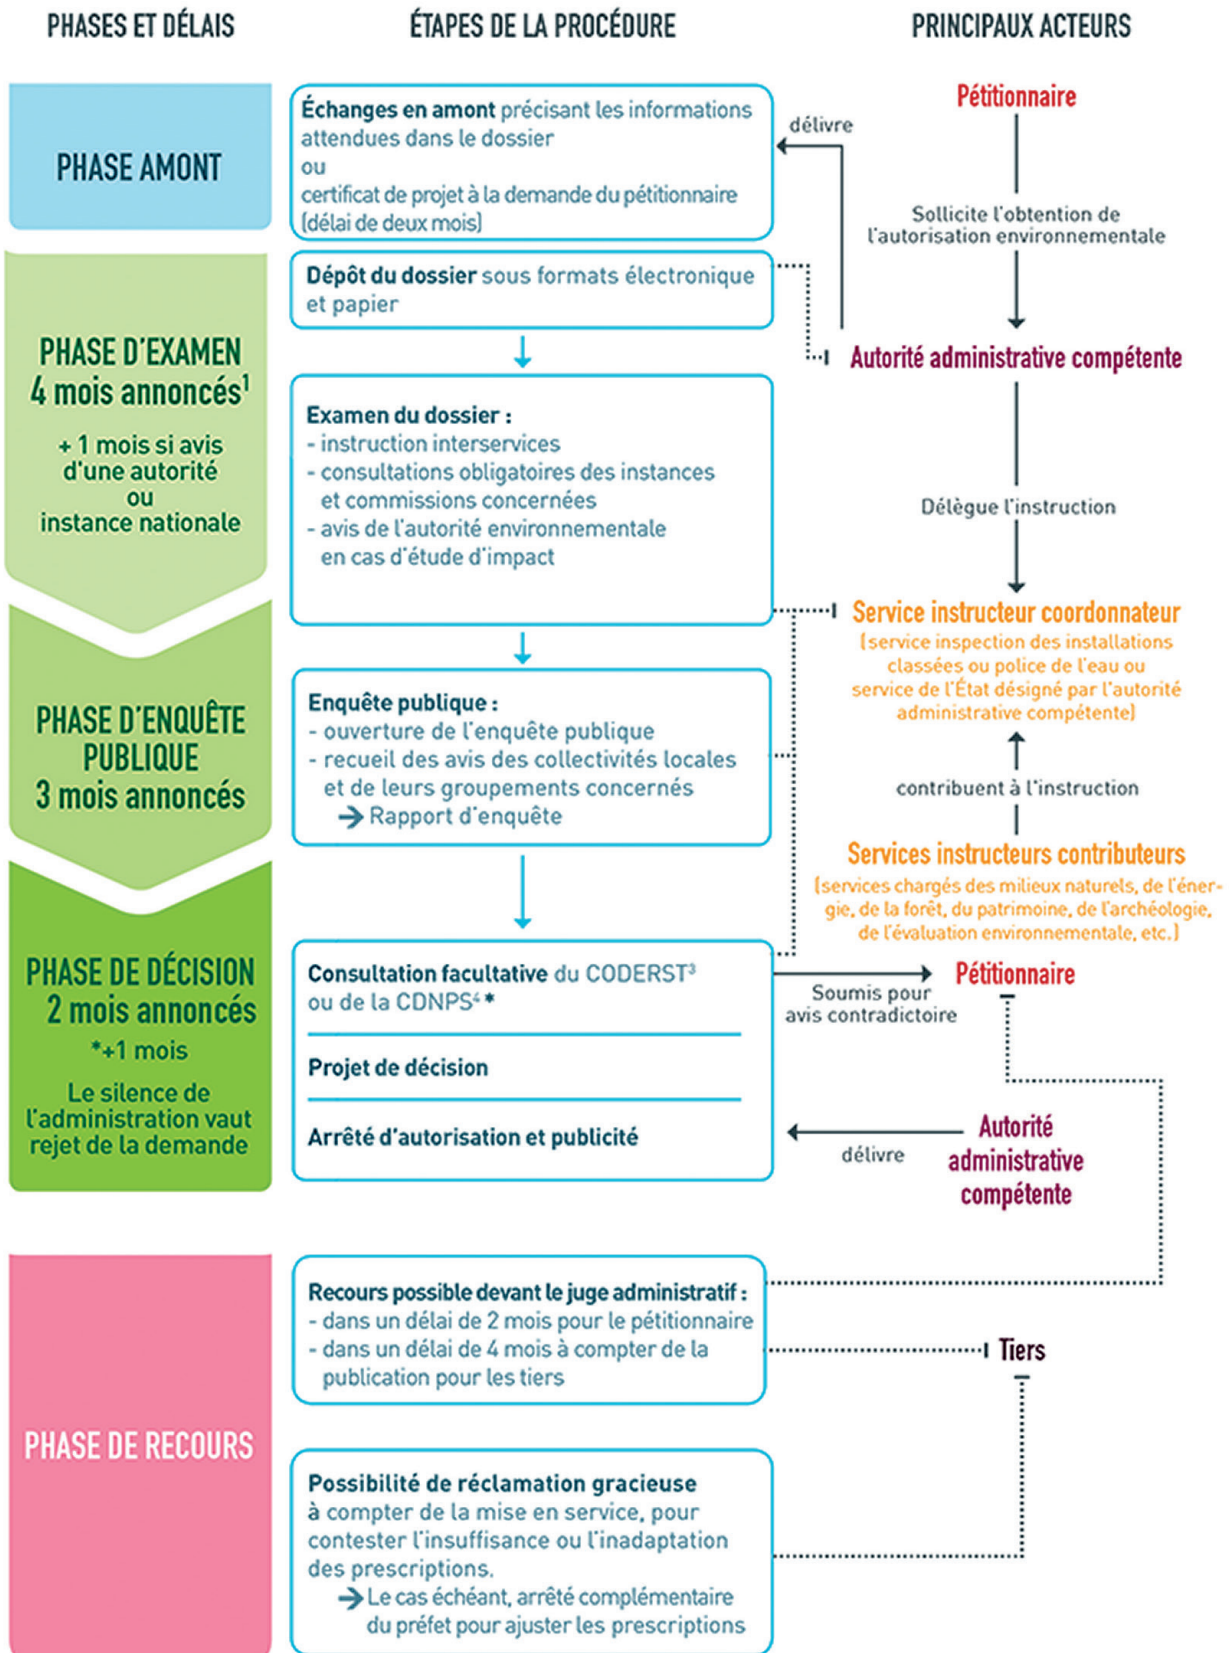 PHASES ET DÉLAIS
ÉTAPES DE LA PROCÉDURE
PRINCIPAUX ACTEURS
PHASE AMONT
Échanges en amont précisant les informations
attendues dans le dossier
ou
certificat de projet à la demande du pétitionnaire
(délai de deux mois)
délivre
Pétitionnaire
Sollicite l'obtention de
l'autorisation environnementale
PHASE D'EXAMEN
4 mois annoncés¹
+ 1 mois si avis
d'une autorité
ou
instance nationale
Dépôt du dossier sous formats électronique
et papier
Autorité administrative compétente
Examen du dossier :
- instruction interservices
- consultations obligatoires des instances
et commissions concernées
- avis de l'autorité environnementale
en cas d'étude d'impact
Délègue l'instruction
Service instructeur coordonnateur
(service inspection des installations
classées ou police de l'eau ou
service de l'État désigné par l'autorité
administrative compétente)
PHASE D'ENQUÊTE
PUBLIQUE
3 mois annoncés
Enquête publique :
- ouverture de l'enquête publique
- recueil des avis des collectivités locales
et de leurs groupements concernés
→ Rapport d'enquête
contribuent à l'instruction
Services instructeurs contributeurs
(services chargés des milieux naturels, de l'éner-
gie, de la forêt, du patrimoine, de l'archéologie,
de l'évaluation environnementale, etc.)
PHASE DE DÉCISION
2 mois annoncés
*+1 mois
Le silence de
l'administration vaut
rejet de la demande
Consultation facultative du CODERST³
ou de la CDNPS⁴ *
Projet de décision
Arrêté d'autorisation et publicité
Soumis pour
avis contradictoire
Pétitionnaire
délivre
Autorité
administrative
compétente
PHASE DE RECOURS
Recours possible devant le juge administratif :
- dans un délai de 2 mois pour le pétitionnaire
- dans un délai de 4 mois à compter de la
publication pour les tiers
Tiers
Possibilité de réclamation gracieuse
à compter de la mise en service, pour
contester l'insuffisance ou l'inadaptation
des prescriptions.
→ Le cas échéant, arrêté complémentaire
du préfet pour ajuster les prescriptions